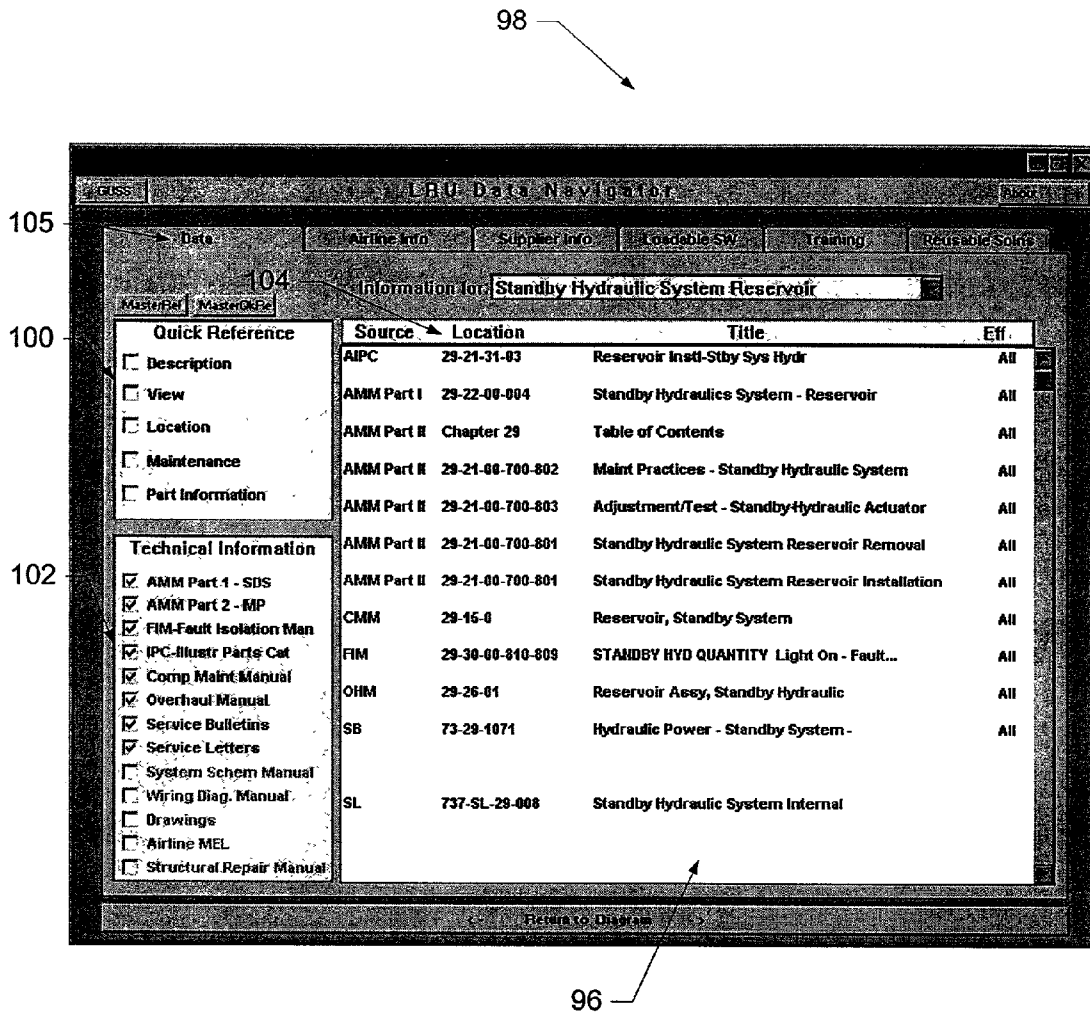 98
GUSS LRU Data Navigator About
105
Data Airline Info Supplier Info Loadable SW Training Reusable Solns
104
Information for: Standby Hydraulic System Reservoir
MasterRef
100
Quick Reference
Description
View
Location
Maintenance
Part Information
Source Location Title Eff
AIPC 29-21-31-03 Reservoir Instl-Stby Sys Hydr All
AMM Part I 29-22-00-004 Standby Hydraulics System - Reservoir All
AMM Part II Chapter 29 Table of Contents All
AMM Part II 29-21-00-700-802 Maint Practices - Standby Hydraulic System All
AMM Part II 29-21-00-700-803 Adjustment/Test - Standby Hydraulic Actuator All
AMM Part II 29-21-00-700-801 Standby Hydraulic System Reservoir Removal All
AMM Part II 29-21-00-700-801 Standby Hydraulic System Reservoir Installation All
CMM 29-15-0 Reservoir, Standby System All
FIM 29-30-00-810-809 STANDBY HYD QUANTITY Light On - Fault... All
OHM 29-26-01 Reservoir Assy, Standby Hydraulic All
SB 73-29-1071 Hydraulic Power - Standby System - All
SL 737-SL-29-008 Standby Hydraulic System Internal
102
Technical Information
AMM Part 1 - SDS
AMM Part 2 - MP
FIM-Fault Isolation Man
IPC-Illustr Parts Cat
Comp Maint Manual
Overhaul Manual
Service Bulletins
Service Letters
System Schem Manual
Wiring Diag. Manual
Drawings
Airline MEL
Structural Repair Manual
Return to Diagram
96